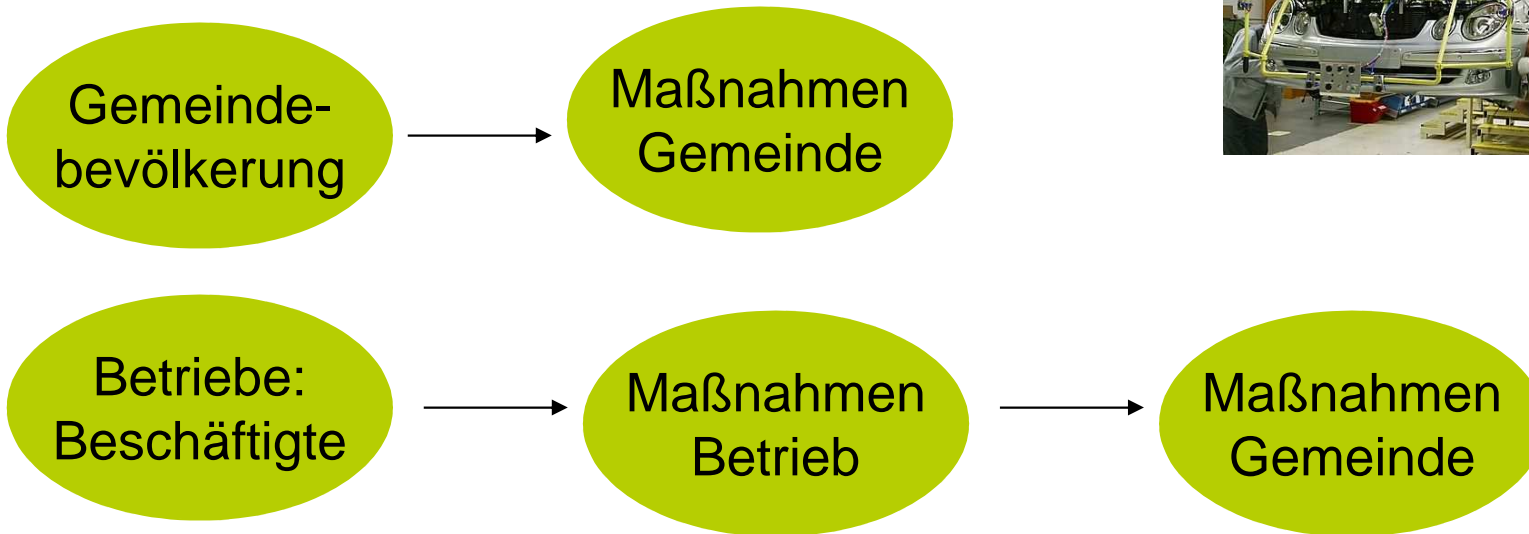 Gemeinde-
bevölkerung
Maßnahmen
Gemeinde
Betriebe:
Beschäftigte
Maßnahmen
Betrieb
Maßnahmen
Gemeinde